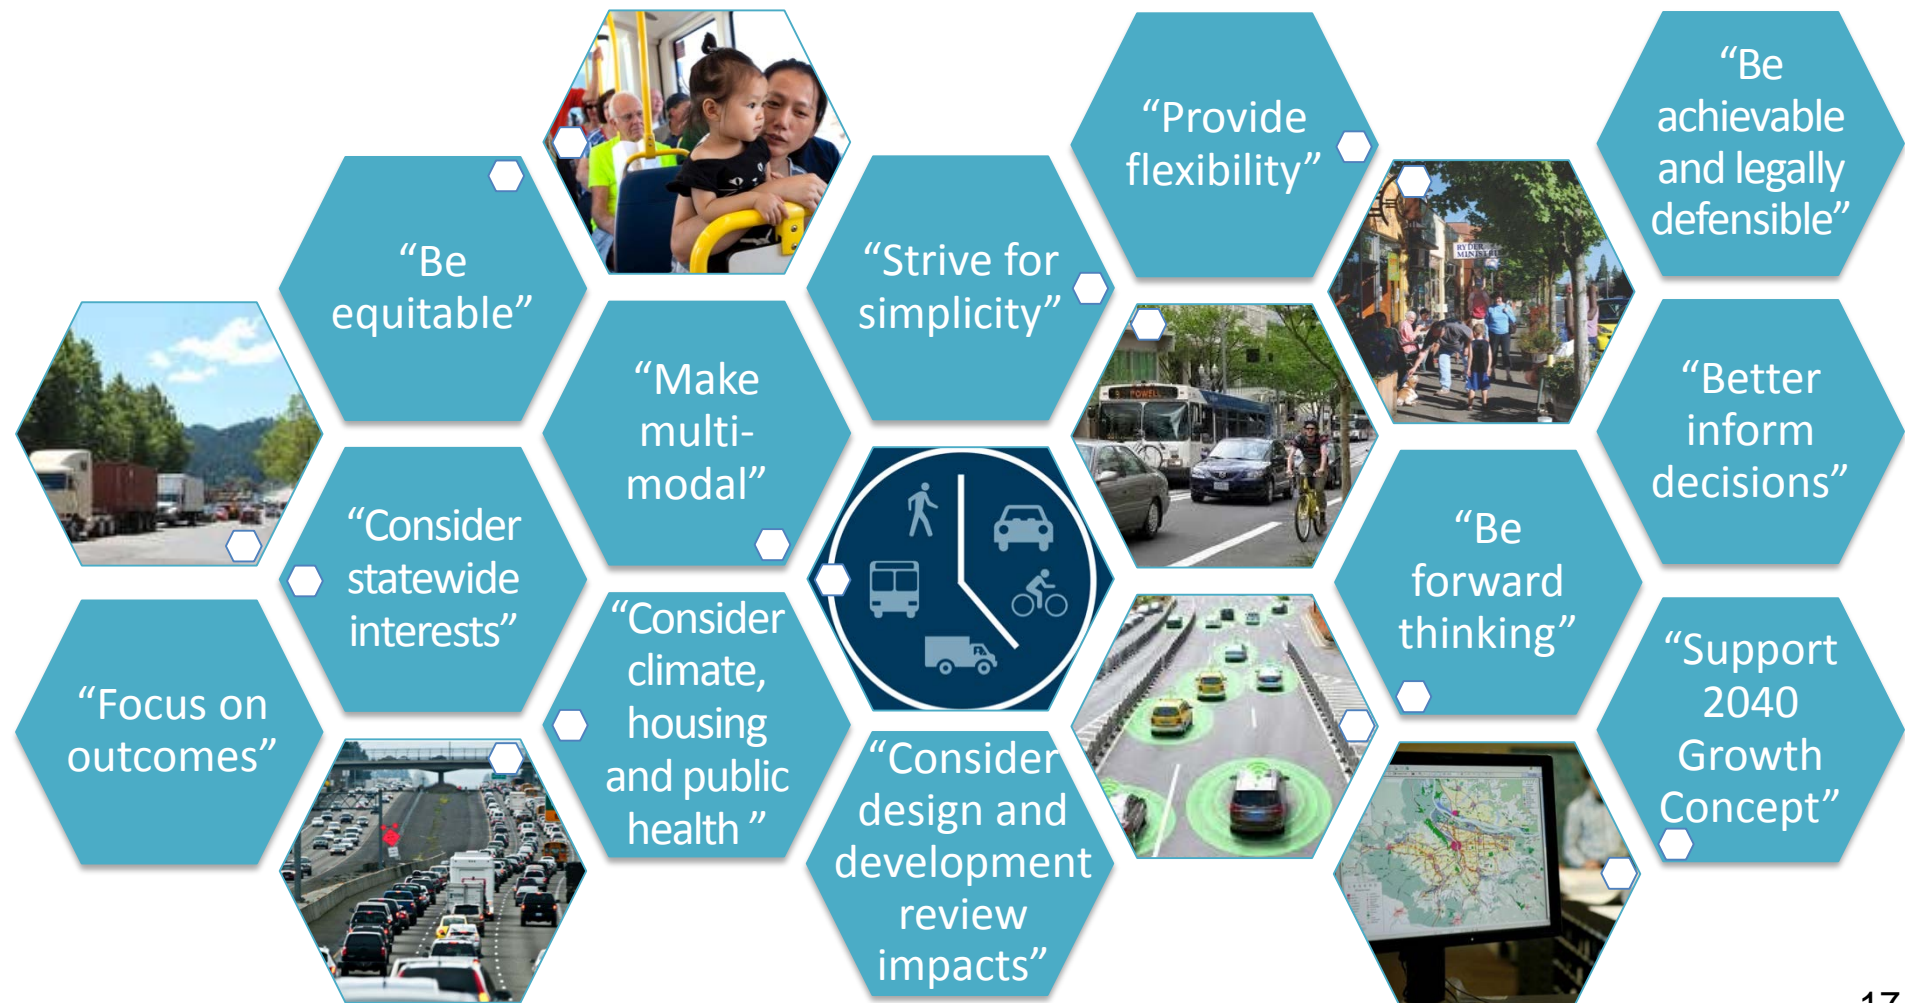 “Be
equitable”
“Strive for
simplicity”
“Provide
flexibility”
“Be
achievable
and legally
defensible”
RYDER
“Make
multi-
modal”
POWELL
“Better
inform
decisions”
“Consider
statewide
interests”
“Be
forward
thinking”
“Focus on
outcomes”
“Consider
climate,
housing
and public
health ”
“Consider
design and
development
review
impacts”
“Support
2040
Growth
Concept”
17